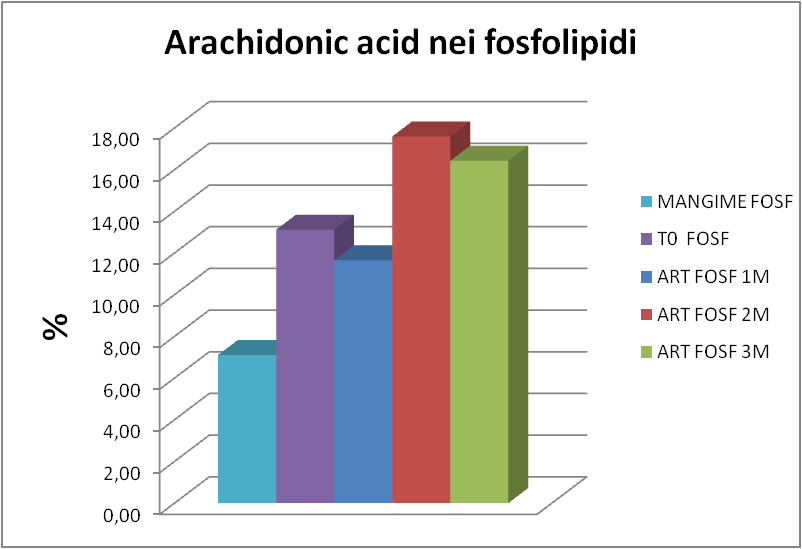 Arachidonic acid nei fosfolipidi
18,00
16,00
14,00
12,00
10,00
8,00
6,00
4,00
2,00
0,00
%
MANGIME FOSF
T0 FOSF
ART FOSF 1M
ART FOSF 2M
ART FOSF 3M